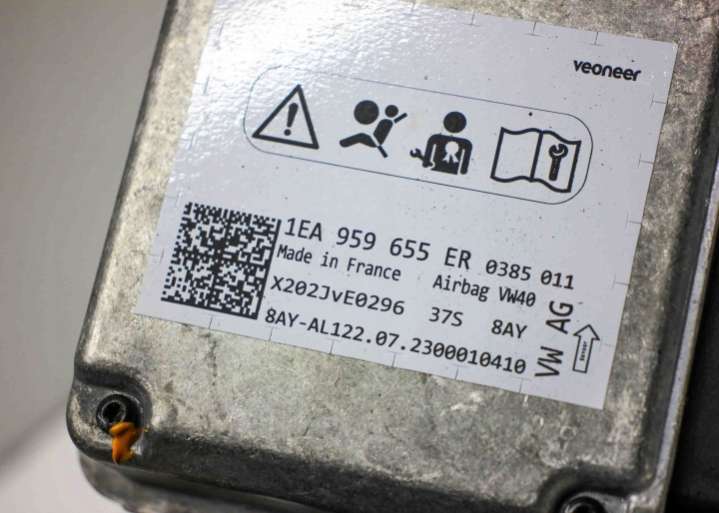 veoneer
1EA 959 655 ER 0385 011
Made in France Airbag VW40
X202JvE0296 37S 8AY
8AY-AL122.07.2300010410
VW AG
Sensor